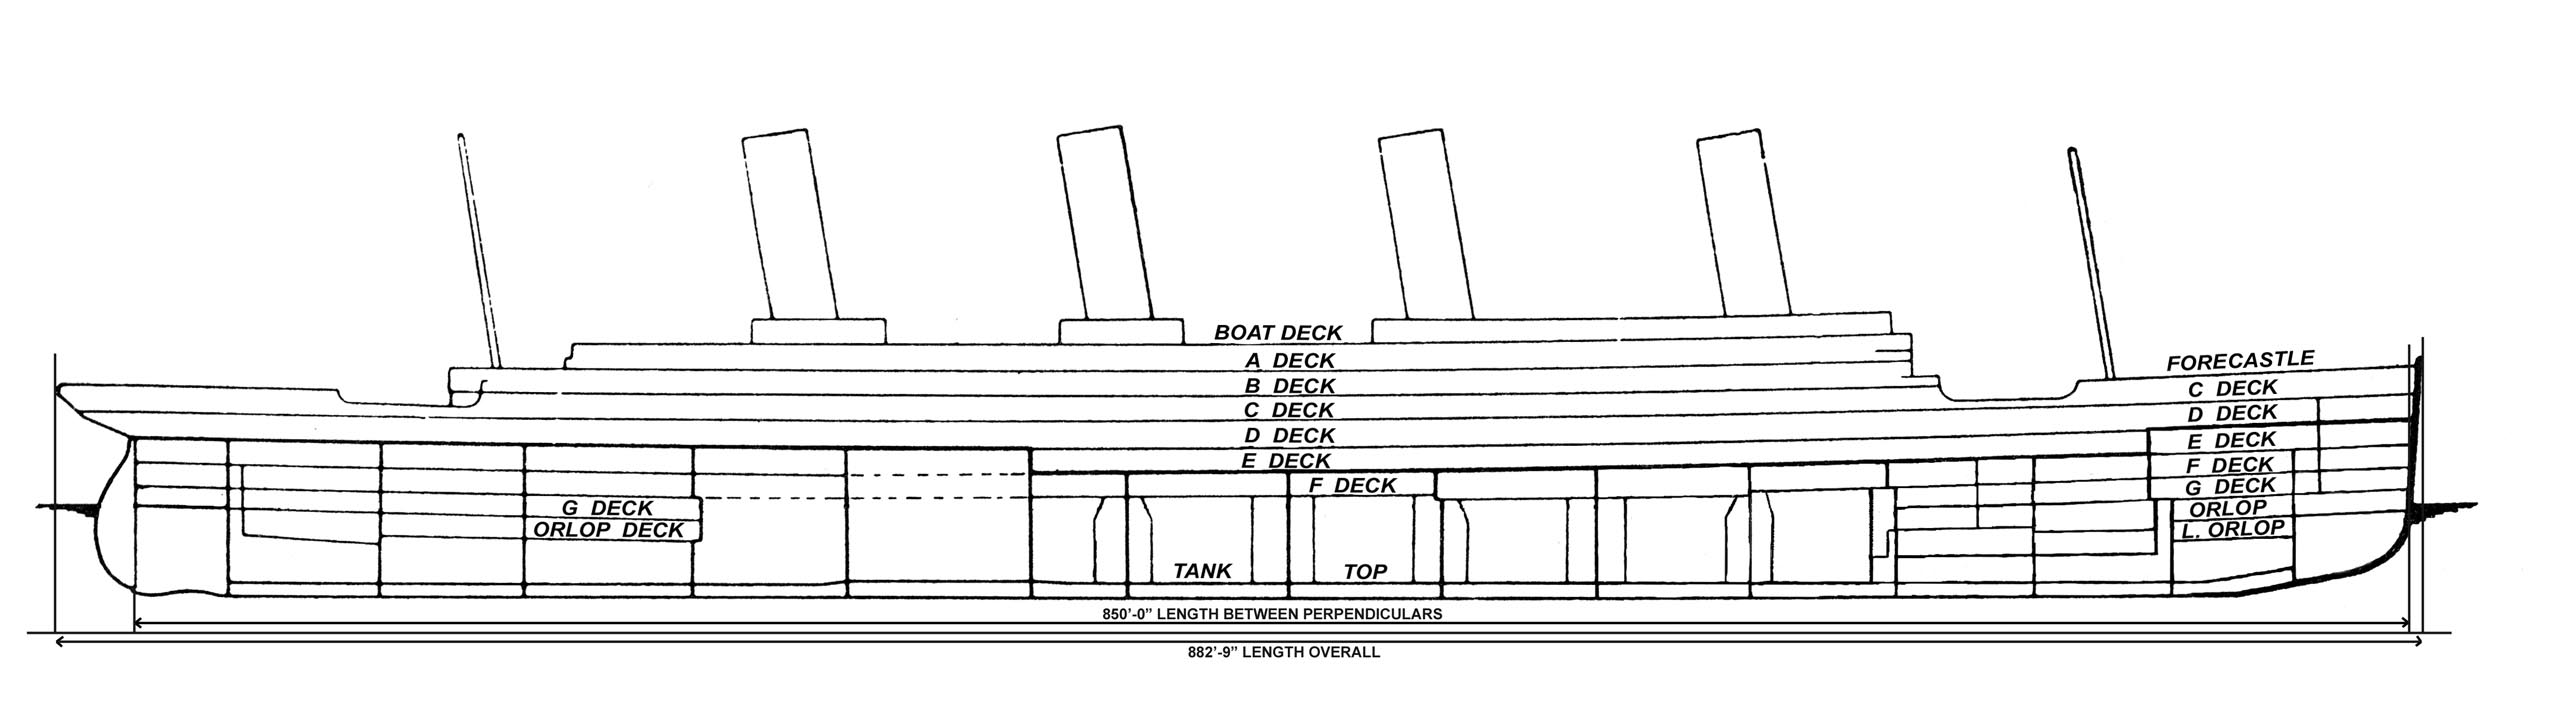 BOAT DECK
A DECK
B DECK
C DECK
D DECK
E DECK
F DECK
G DECK
ORLOP DECK
TANK TOP
FORECASTLE
C DECK
D DECK
E DECK
F DECK
G DECK
ORLOP
L. ORLOP
850’-0” LENGTH BETWEEN PERPENDICULARS
882’-9” LENGTH OVERALL